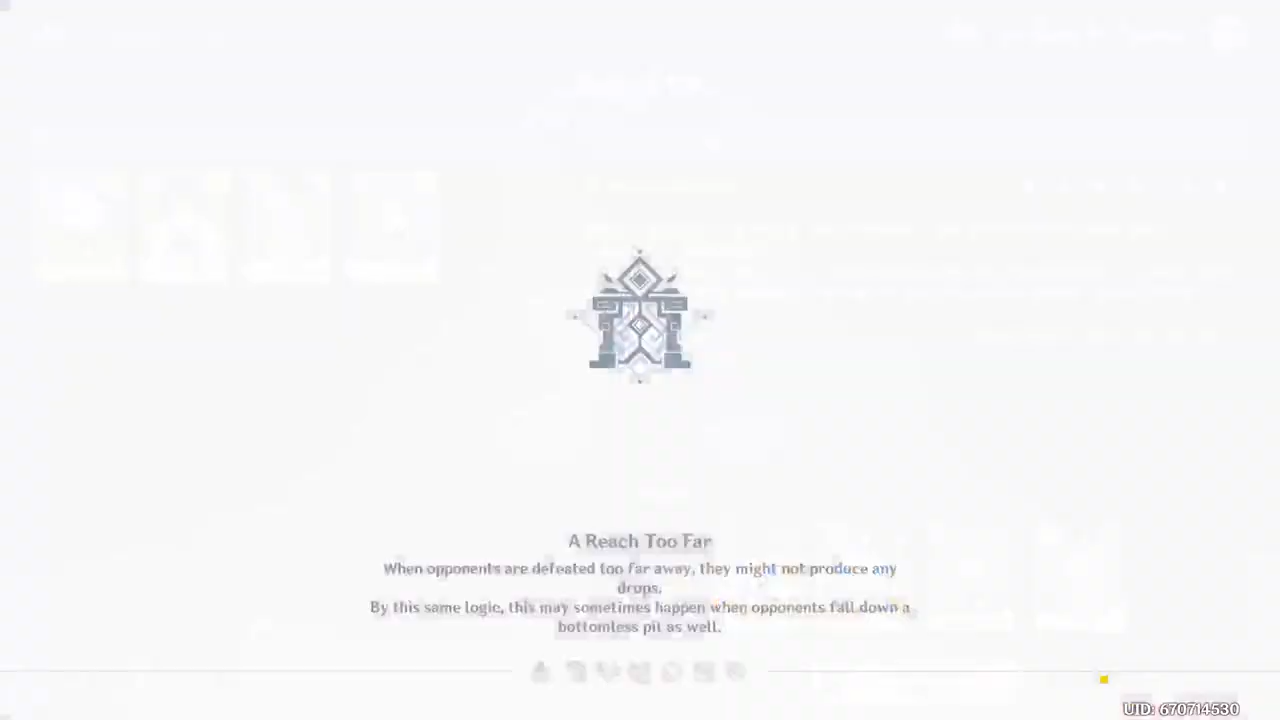 A Reach Too Far
When opponents are defeated too far away, they might not produce any
drops.
By this same logic, this may sometimes happen when opponents fall down a
bottomless pit as well.
UID: 670714530